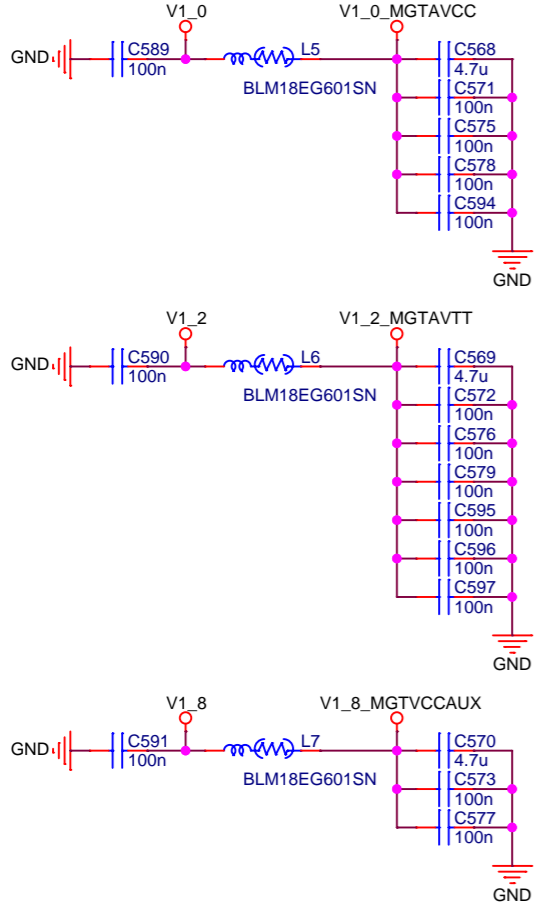 V1_0
V1_0_MGTAVCC
GND
C589
100n
L5
BLM18EG601SN
C568
4.7u
C571
100n
C575
100n
C578
100n
C594
100n
GND
V1_2
V1_2_MGTAVTT
GND
C590
100n
L6
BLM18EG601SN
C569
4.7u
C572
100n
C576
100n
C579
100n
C595
100n
C596
100n
C597
100n
GND
V1_8
V1_8_MGTVCCAUX
GND
C591
100n
L7
BLM18EG601SN
C570
4.7u
C573
100n
C577
100n
GND